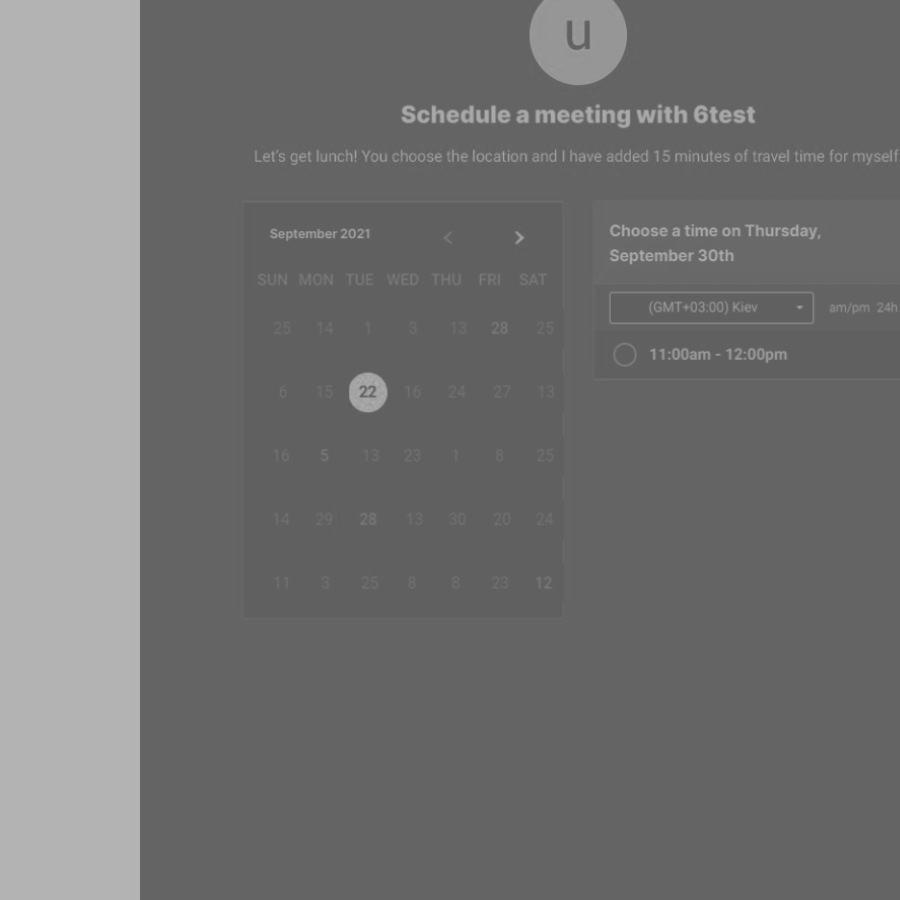 u
Schedule a meeting with 6test
Let's get lunch! You choose the location and I have added 15 minutes of travel time for myself
September 2021
SUN MON TUE WED THU FRI SAT
25 14 1 3 13 28 25
6 15 22 16 24 27 13
16 5 13 23 1 8 25
14 29 28 13 30 20 24
11 3 25 8 8 23 12
Choose a time on Thursday,
September 30th
(GMT+03:00) Kiev am/pm 24h
11:00am - 12:00pm